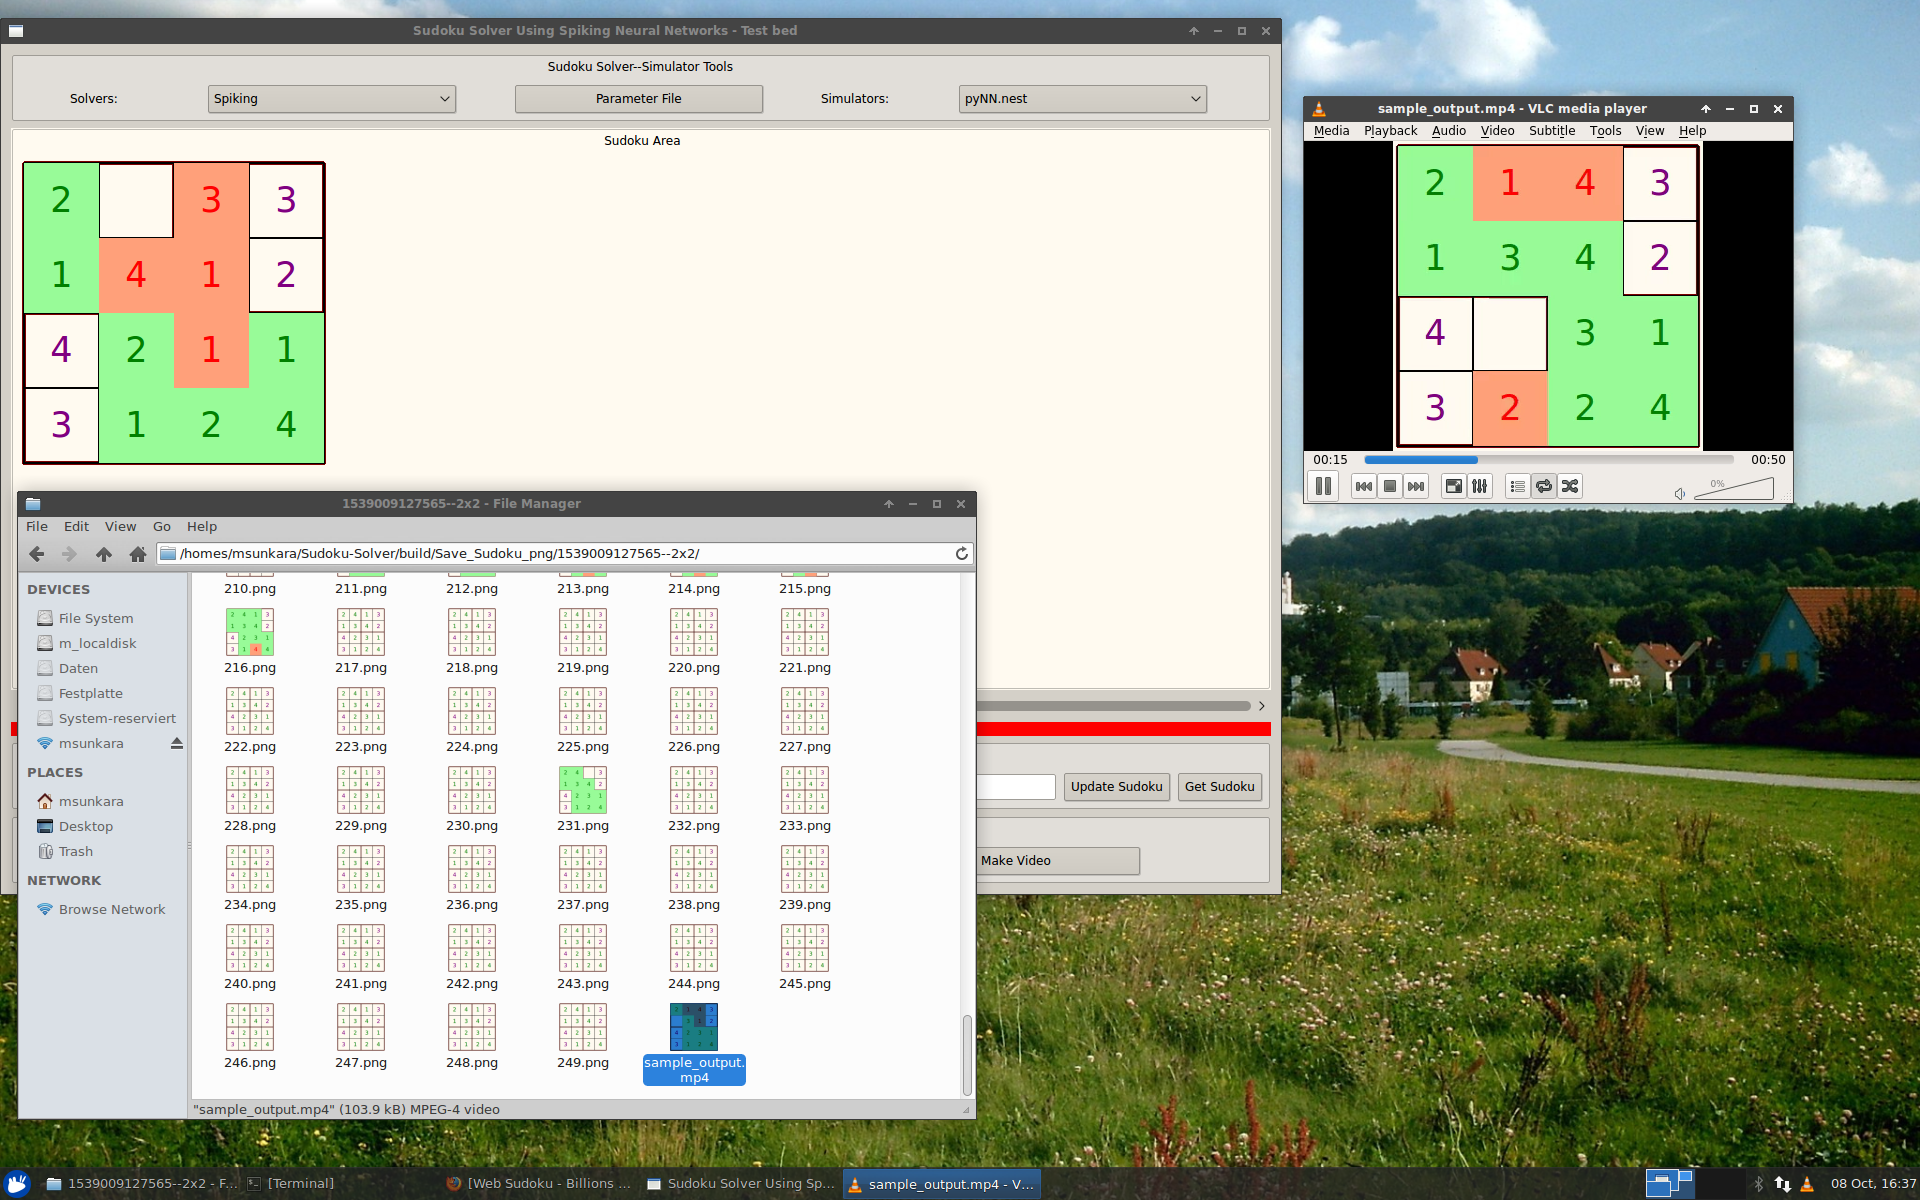 Sudoku Solver Using Spiking Neural Networks - Test bed
Sudoku Solver--Simulator Tools
Solvers:
Spiking
Parameter File
Simulators:
pyNN.nest
Sudoku Area
2 3 3
1 4 1 2
4 2 1 1
3 1 2 4
Update Sudoku
Get Sudoku
Make Video
sample_output.mp4 - VLC media player
Media Playback Audio Video Subtitle Tools View Help
2 1 4 3
1 3 4 2
4 3 1
3 2 2 4
00:15
00:50
0%
1539009127565--2x2 - File Manager
File Edit View Go Help
/homes/msunkara/Sudoku-Solver/build/Save_Sudoku_png/1539009127565--2x2/
DEVICES
File System
m_localdisk
Daten
Festplatte
System-reserviert
msunkara
PLACES
msunkara
Desktop
Trash
NETWORK
Browse Network
210.png 211.png 212.png 213.png 214.png 215.png
216.png 217.png 218.png 219.png 220.png 221.png
222.png 223.png 224.png 225.png 226.png 227.png
228.png 229.png 230.png 231.png 232.png 233.png
234.png 235.png 236.png 237.png 238.png 239.png
240.png 241.png 242.png 243.png 244.png 245.png
246.png 247.png 248.png 249.png sample_output.
mp4
"sample_output.mp4" (103.9 kB) MPEG-4 video
1539009127565--2x2 - F...
[Terminal]
[Web Sudoku - Billions ...
Sudoku Solver Using Sp...
sample_output.mp4 - V...
08 Oct, 16:37